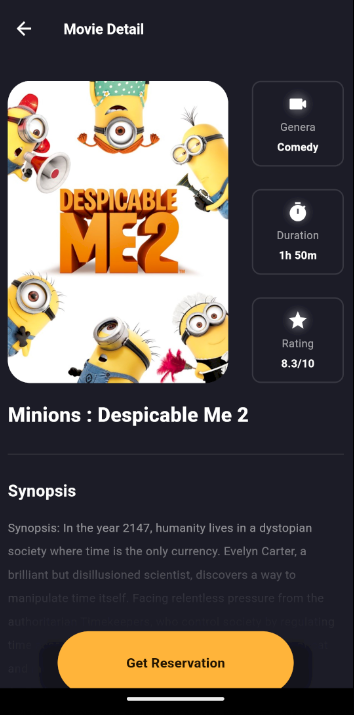 Movie Detail
DESPICABLE
ME 2
Genera
Comedy
Duration
1h 50m
Rating
8.3/10
Minions : Despicable Me 2
Synopsis
Synopsis: In the year 2147, humanity lives in a dystopian
society where time is the only currency. Evelyn Carter, a
brilliant but disillusioned scientist, discovers a way to
manipulate time itself. Facing relentless pressure from the
Get Reservation